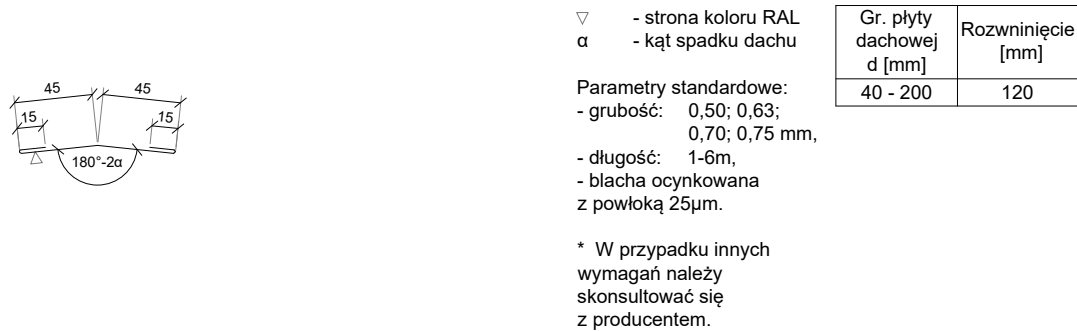 45
45
15
15
180°-2α
▽ - strona koloru RAL
α - kąt spadku dachu
Parametry standardowe:
- grubość: 0,50; 0,63;
0,70; 0,75 mm,
- długość: 1-6m,
- blacha ocynkowana
z powłoką 25µm.
* W przypadku innych
wymagań należy
skonsultować się
z producentem.
Gr. płyty
dachowej
d [mm]
Rozwninięcie
[mm]
40 - 200
120